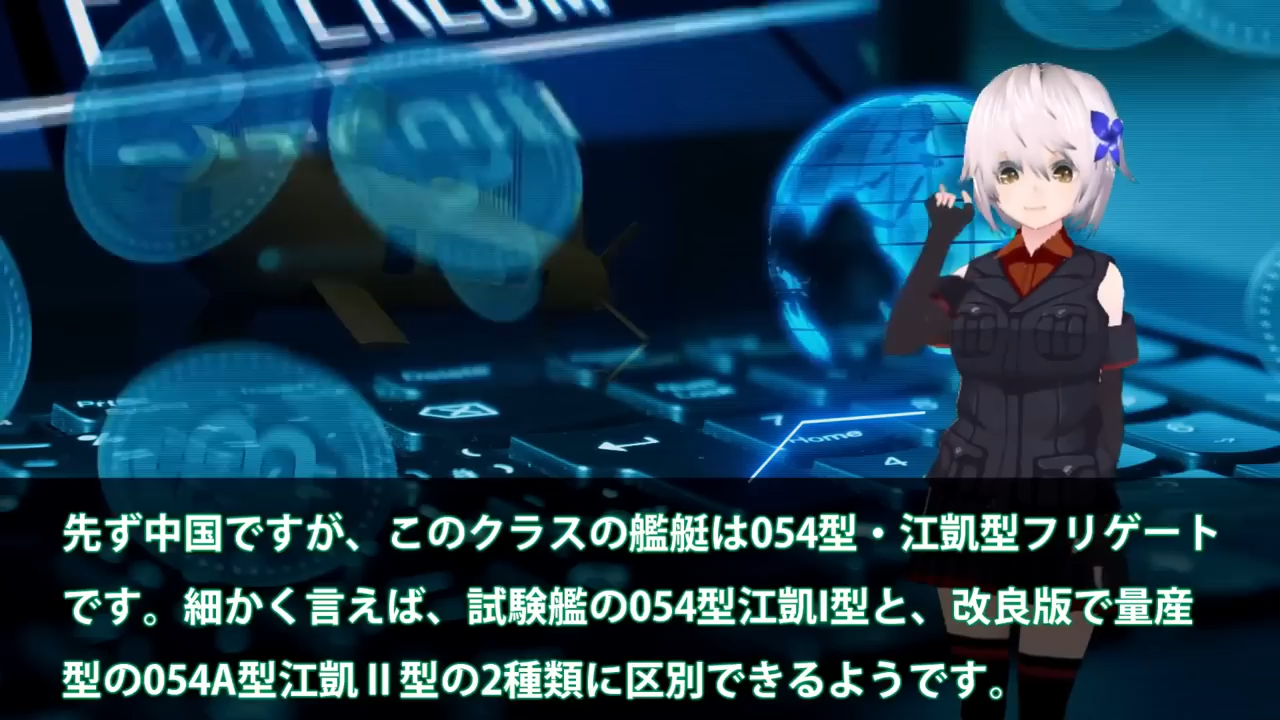 ETHEREUM
Home
先ず中国ですが、このクラスの艦艇は054型・江凱型フリゲート
です。細かく言えば、試験艦の054型江凱I型と、改良版で量産
型の054A型江凱Ⅱ型の2種類に区別できるようです。